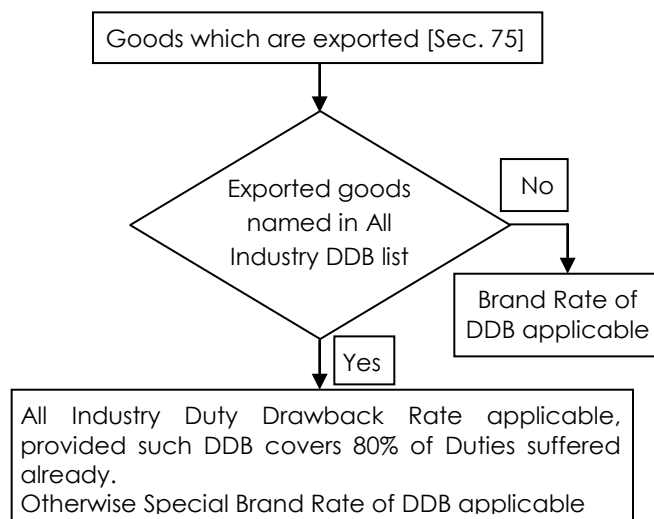 Goods which are exported [Sec. 75]
Exported goods
named in All
Industry DDB list
No
Brand Rate of
DDB applicable
Yes
All Industry Duty Drawback Rate applicable,
provided such DDB covers 80% of Duties suffered
already.
Otherwise Special Brand Rate of DDB applicable